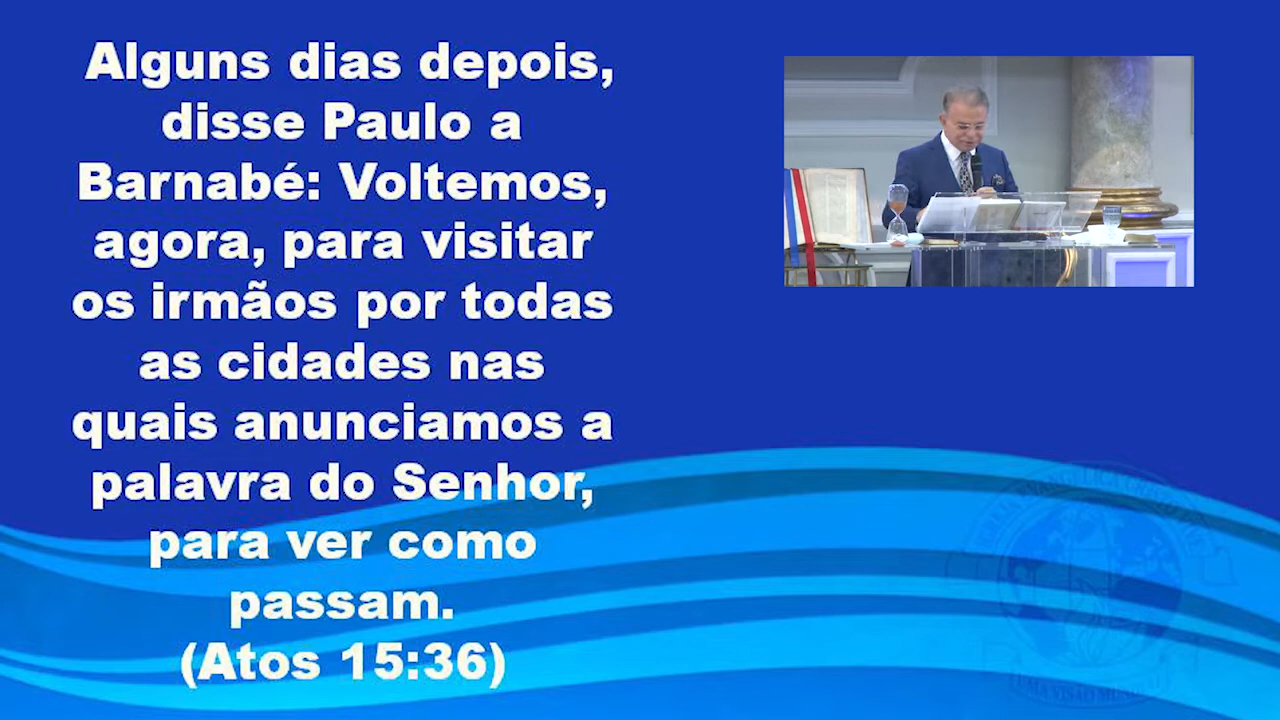 Alguns dias depois,
disse Paulo a
Barnabé: Voltemos,
agora, para visitar
os irmãos por todas
as cidades nas
quais anunciamos a
palavra do Senhor,
para ver como
passam.
(Atos 15:36)